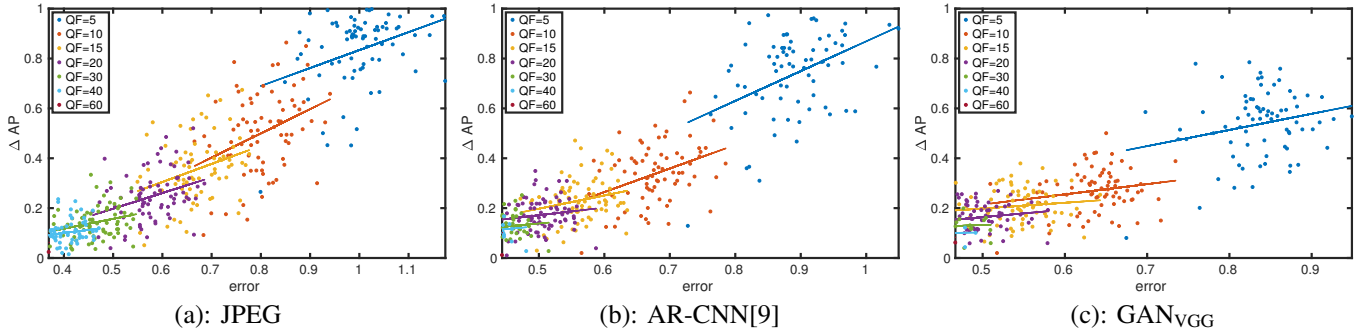 1
0.8
0.6
0.4
0.2
0
△ AP
QF=5
QF=10
QF=15
QF=20
QF=30
QF=40
QF=60
0.4 0.5 0.6 0.7 0.8 0.9 1 1.1
error
(a): JPEG
1
0.8
0.6
0.4
0.2
0
△ AP
QF=5
QF=10
QF=15
QF=20
QF=30
QF=40
QF=60
0.5 0.6 0.7 0.8 0.9 1
error
(b): AR-CNN[9]
1
0.8
0.6
0.4
0.2
0
△ AP
QF=5
QF=10
QF=15
QF=20
QF=30
QF=40
QF=60
0.5 0.6 0.7 0.8 0.9
error
(c): GANVGG